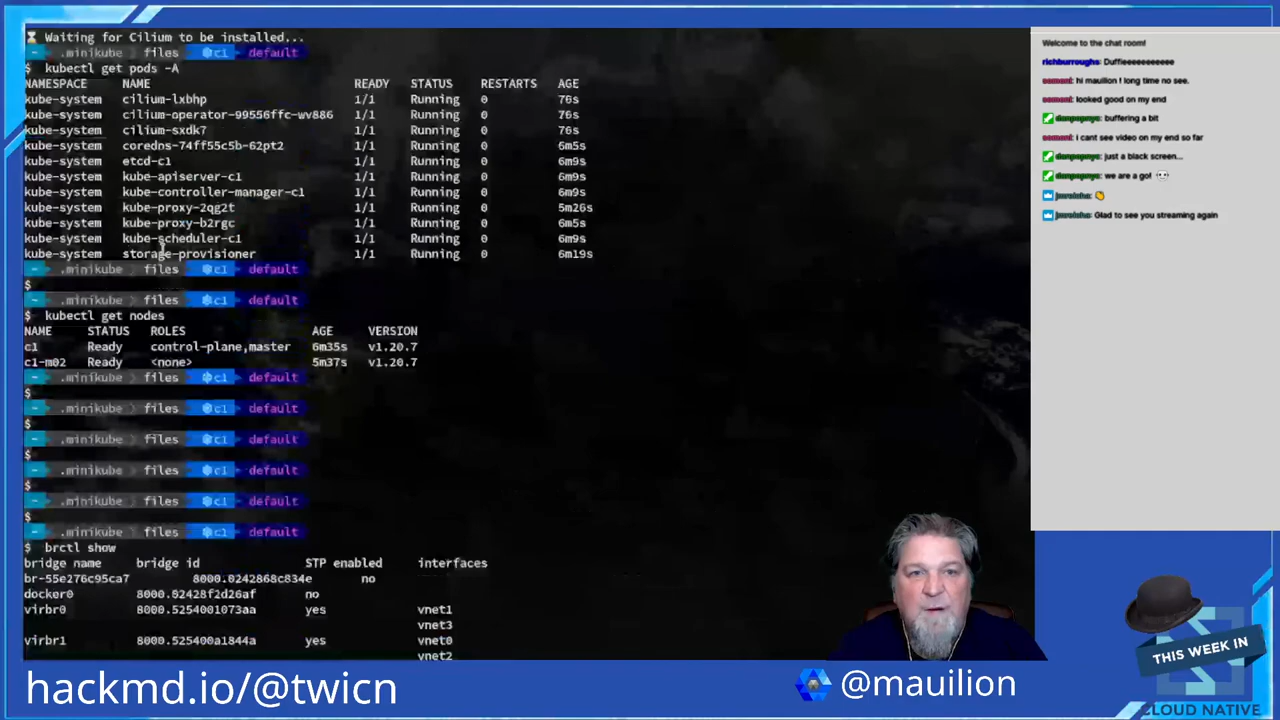 ⌛ Waiting for Cilium to be installed...
~ .minikube files ⎈c1 default
$ kubectl get pods -A
NAMESPACE NAME READY STATUS RESTARTS AGE
kube-system cilium-lxbhp 1/1 Running 0 76s
kube-system cilium-operator-99556ffc-wv886 1/1 Running 0 76s
kube-system cilium-sxdk7 1/1 Running 0 76s
kube-system coredns-74ff55c5b-62pt2 1/1 Running 0 6m5s
kube-system etcd-c1 1/1 Running 0 6m9s
kube-system kube-apiserver-c1 1/1 Running 0 6m9s
kube-system kube-controller-manager-c1 1/1 Running 0 6m9s
kube-system kube-proxy-2qg2t 1/1 Running 0 5m26s
kube-system kube-proxy-b2rgc 1/1 Running 0 6m5s
kube-system kube-scheduler-c1 1/1 Running 0 6m9s
kube-system storage-provisioner 1/1 Running 0 6m19s
~ .minikube files ⎈c1 default
$
~ .minikube files ⎈c1 default
$ kubectl get nodes
NAME STATUS ROLES AGE VERSION
c1 Ready control-plane,master 6m35s v1.20.7
c1-m02 Ready <none> 5m37s v1.20.7
~ .minikube files ⎈c1 default
$
~ .minikube files ⎈c1 default
$
~ .minikube files ⎈c1 default
$
~ .minikube files ⎈c1 default
$
~ .minikube files ⎈c1 default
$
~ .minikube files ⎈c1 default
$ brctl show
bridge name bridge id STP enabled interfaces
br-55e276c95ca7 8000.0242868c834e no
docker0 8000.02428f2d26af no
virbr0 8000.5254001073aa yes vnet1
vnet3
virbr1 8000.525400a1844a yes vnet0
vnet2
Welcome to the chat room!
richburroughs: Duffieeeeeeeeeee
hi mauilion ! long time no see.
looked good on my end
danpopnyc: buffering a bit
i cant see video on my end so far
danpopnyc: just a black screen...
danpopnyc: we are a go!
Glad to see you streaming again
hackmd.io/@twicn
@mauilion
THIS WEEK IN
CLOUD NATIVE